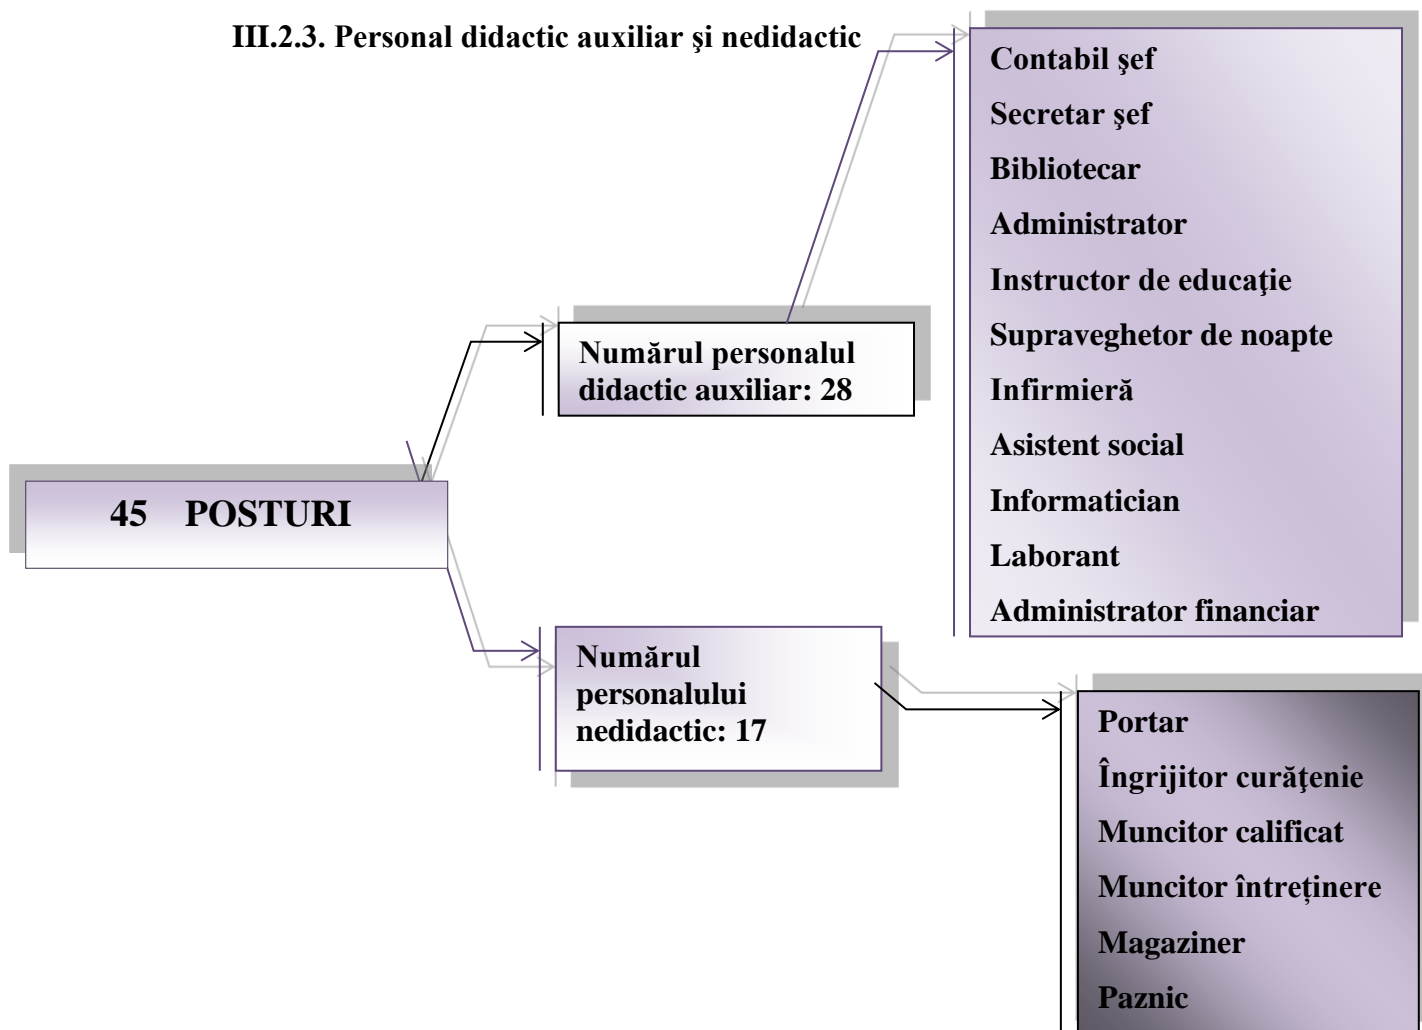 III.2.3. Personal didactic auxiliar şi nedidactic
Contabil şef
Secretar şef
Bibliotecar
Administrator
Instructor de educaţie
Supraveghetor de noapte
Infirmieră
Asistent social
Informatician
Laborant
Administrator financiar
Numărul personalul
didactic auxiliar: 28
45 POSTURI
Numărul
personalului
nedidactic: 17
Portar
Îngrijitor curăţenie
Muncitor calificat
Muncitor întreținere
Magaziner
Paznic